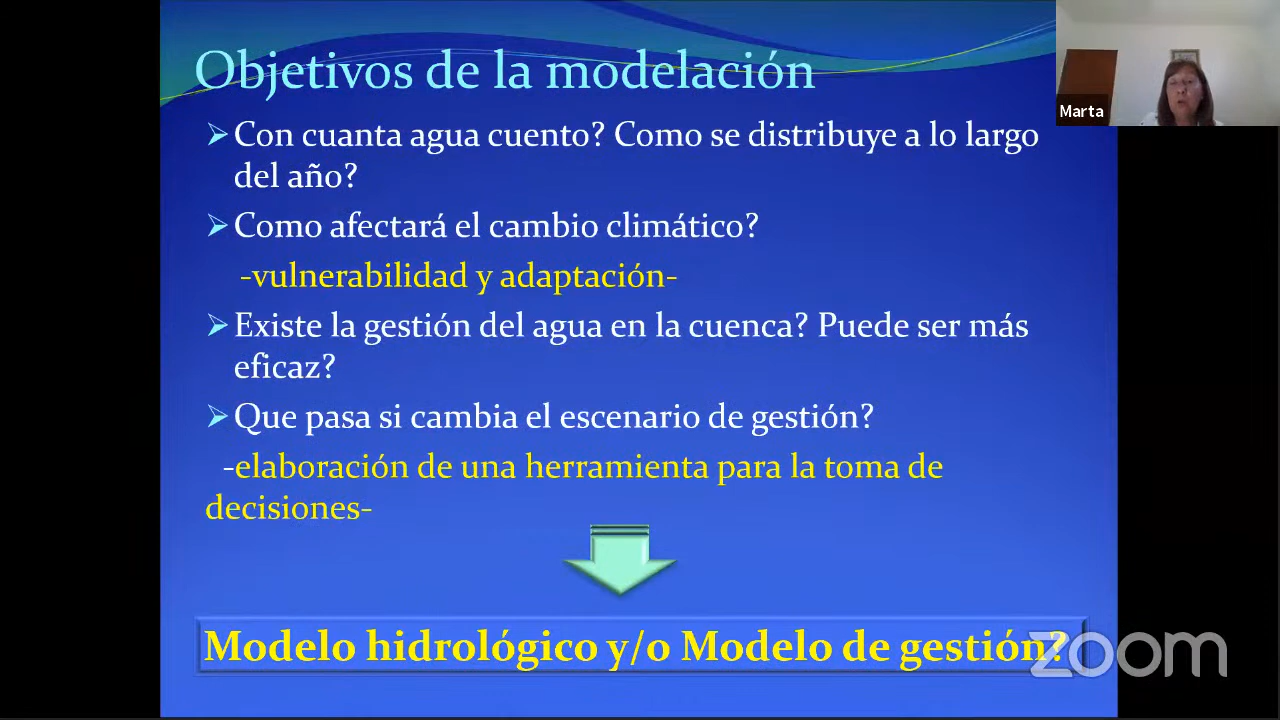 Objetivos de la modelación
Con cuanta agua cuento? Como se distribuye a lo largo
del año?
Como afectará el cambio climático?
-vulnerabilidad y adaptación-
Existe la gestión del agua en la cuenca? Puede ser más
eficaz?
Que pasa si cambia el escenario de gestión?
-elaboración de una herramienta para la toma de
decisiones-
Modelo hidrológico y/o Modelo de gestión?
Marta
zoom